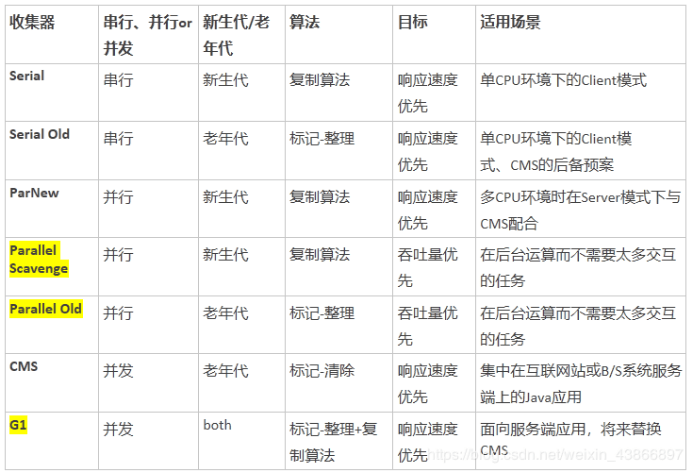 收集器 串行、并行or 新生代/老 算法 目标 适用场景
并发 年代
Serial 串行 新生代 复制算法 响应速度 单CPU环境下的Client模式
优先
Serial Old 串行 老年代 标记-整理 响应速度 单CPU环境下的Client模
优先 式、CMS的后备预案
ParNew 并行 新生代 复制算法 响应速度 多CPU环境时在Server模式下与
优先 CMS配合
Parallel 并行 新生代 复制算法 吞吐量优 在后台运算而不需要太多交互
Scavenge 先 的任务
Parallel Old 并行 老年代 标记-整理 吞吐量优 在后台运算而不需要太多交互
先 的任务
CMS 并发 老年代 标记-清除 响应速度 集中在互联网站或B/S系统服务
优先 端上的Java应用
G1 并发 both 标记-整理+复 响应速度 面向服务端应用，将来替换
制算法 优先 CMS
https://blog.csdn.net/weixin_43866897